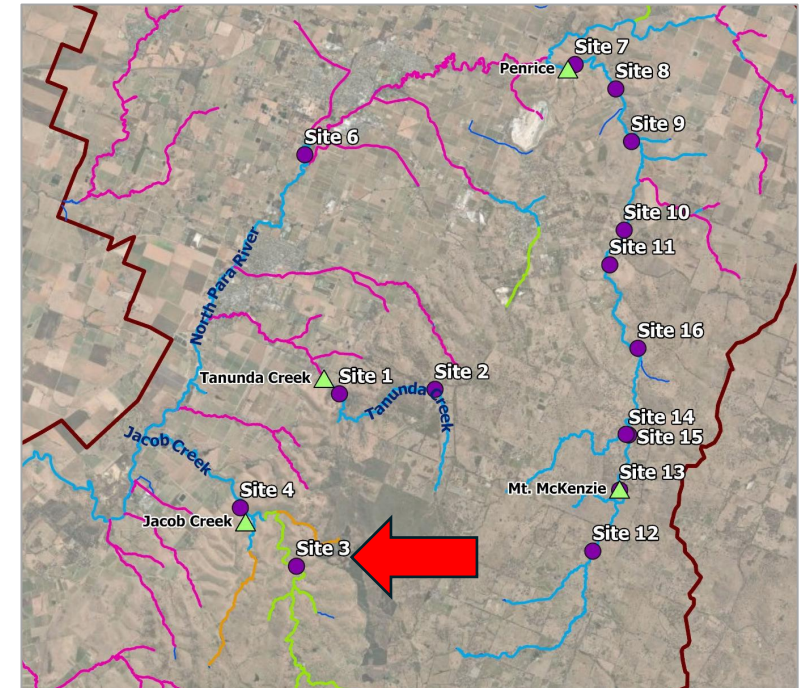 Site 7
Penrice
Site 8
Site 9
Site 6
Site 10
Site 11
North Para River
Site 16
Tanunda Creek
Site 1
Site 2
Tanunda Creek
Site 14
Site 15
Jacob Creek
Site 13
Mt. McKenzie
Site 4
Jacob Creek
Site 12
Site 3